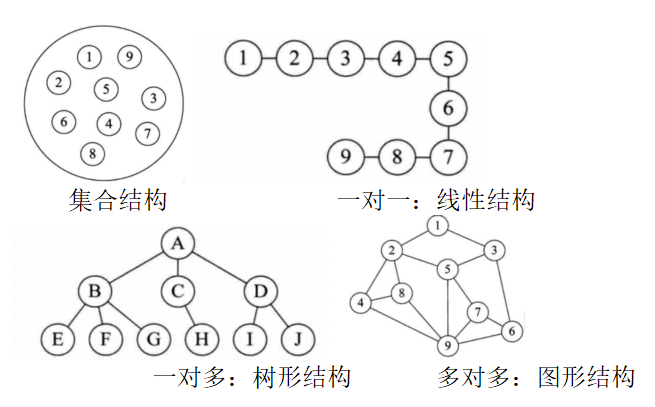 1 9
2 5 3
6 4 7
8
1 2 3 4 5
6
9 8 7
集合结构
一对一：线性结构
A
B C D
E F G H I J
1
2 3
5
4 8
7
6
9
一对多：树形结构
多对多：图形结构